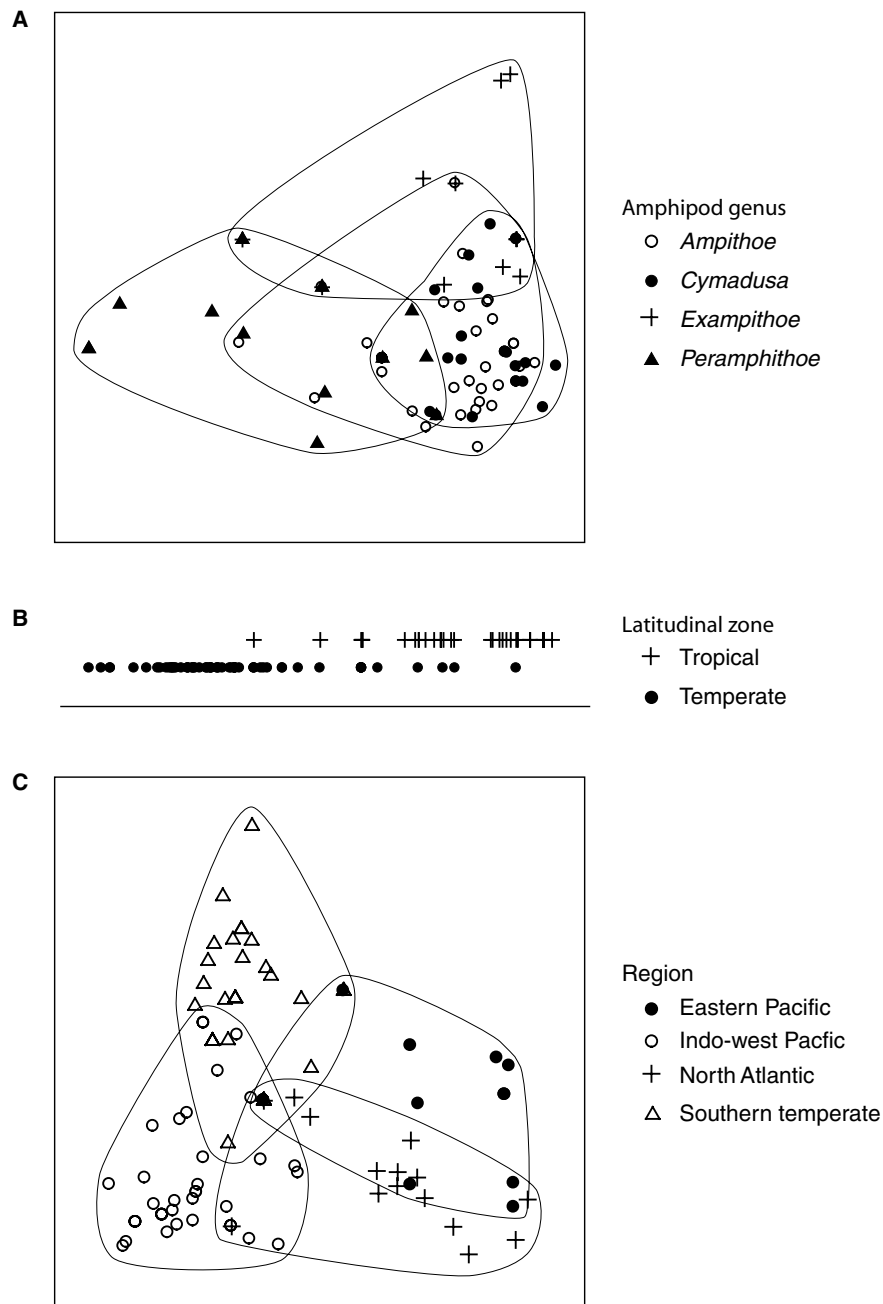 A
Amphipod genus
Ampithoe
Cymadusa
Exampithoe
Peramphithoe
B
Latitudinal zone
Tropical
Temperate
C
Region
Eastern Pacific
Indo-west Pacfic
North Atlantic
Southern temperate